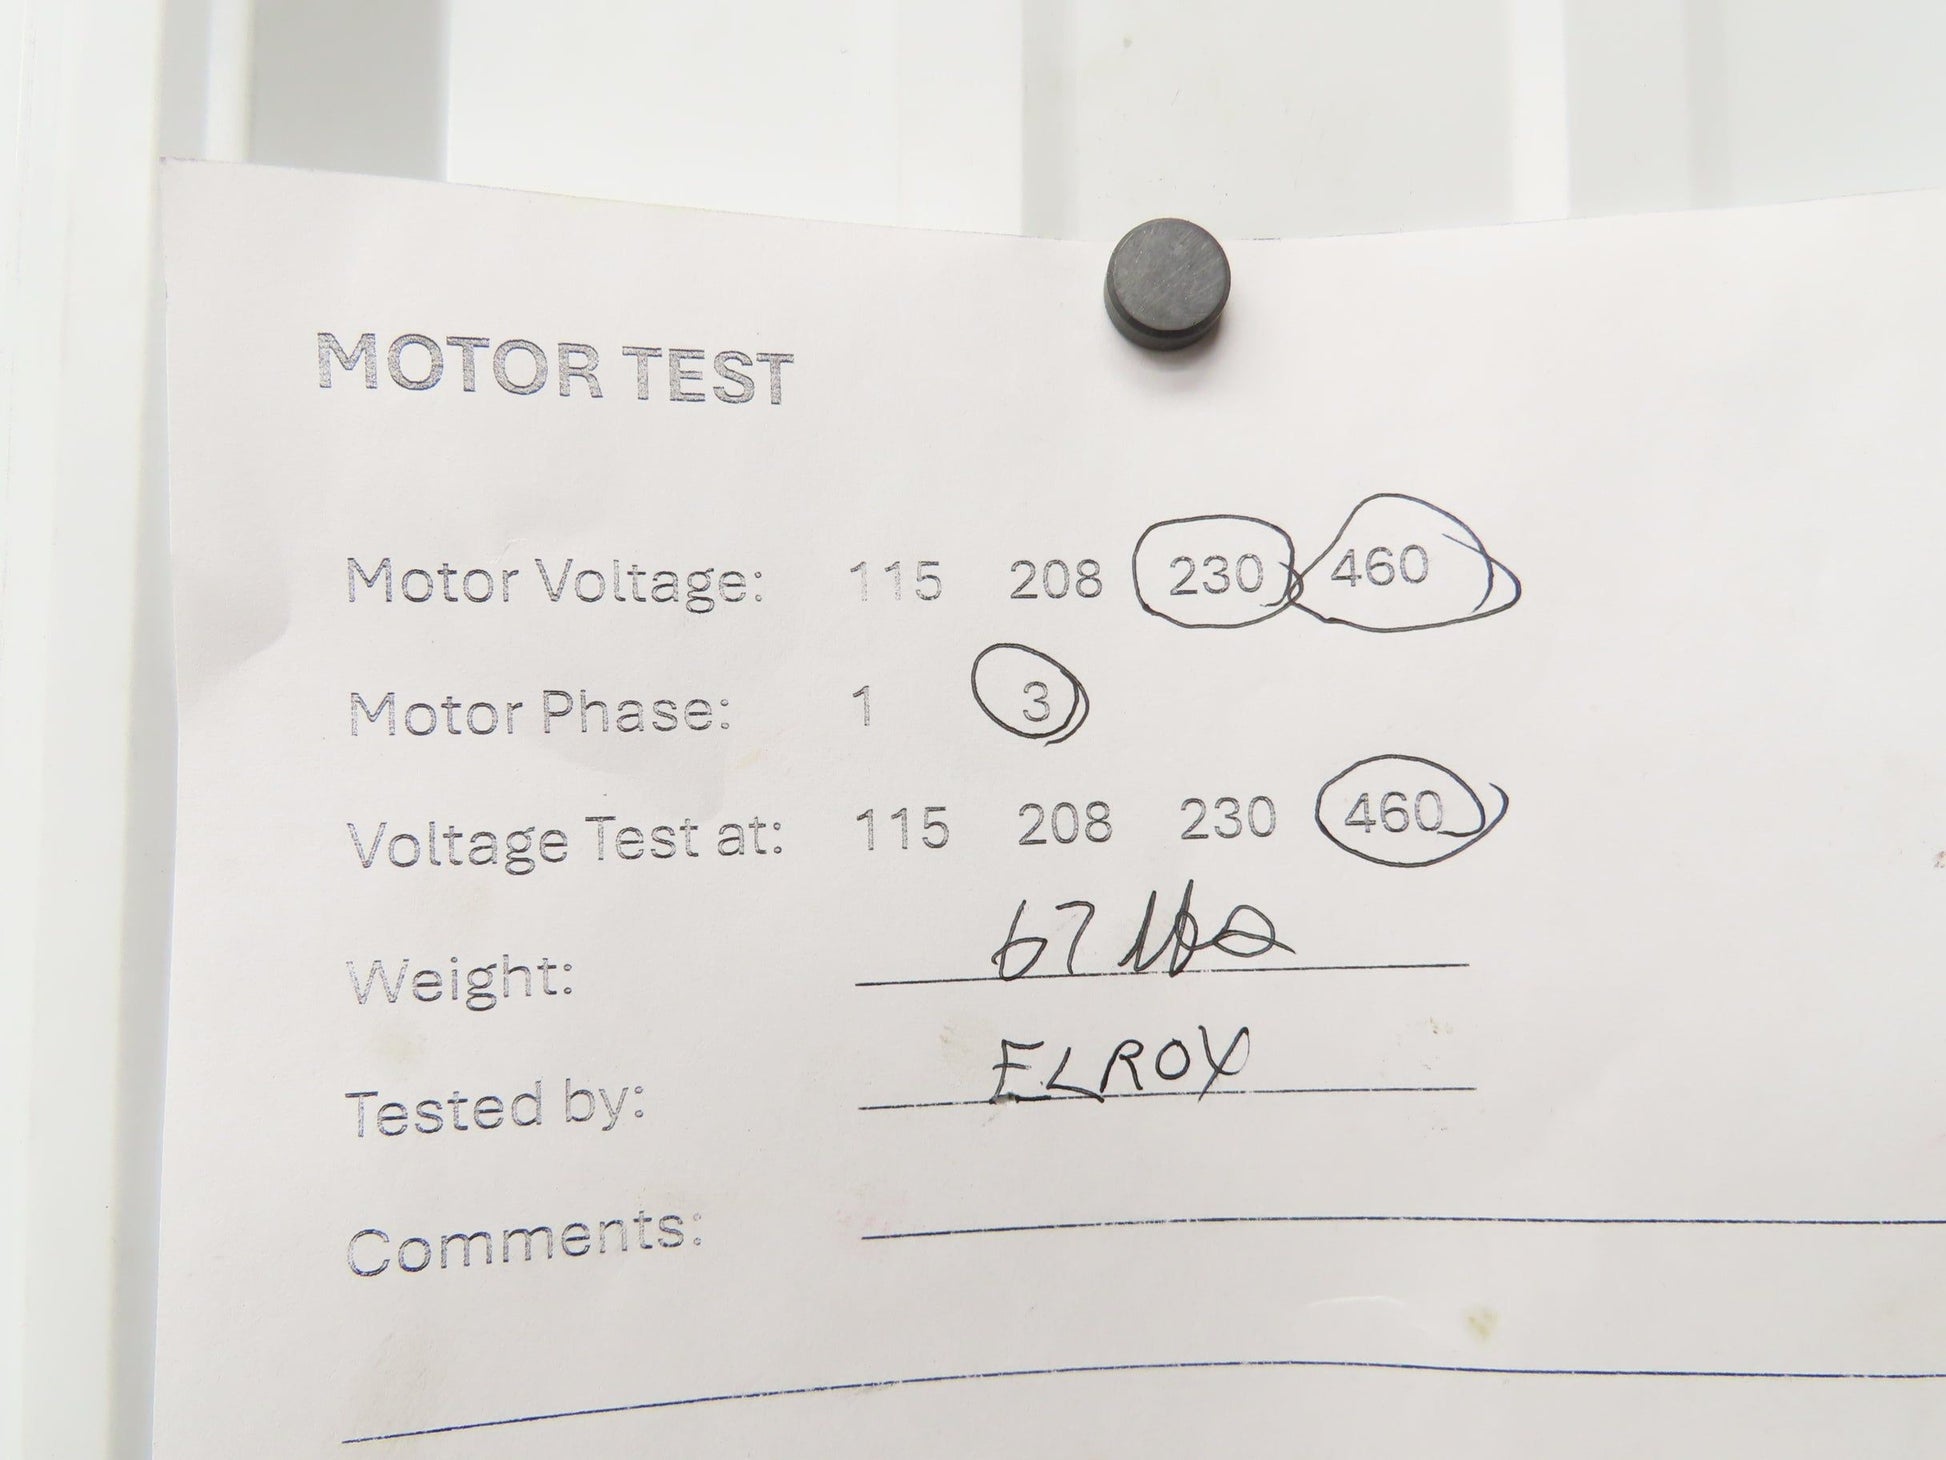 MOTOR TEST
Motor Voltage: 115 208 230 460
Motor Phase: 1 3
Voltage Test at: 115 208 230 460
Weight: 67 lbs
Tested by: ELROY
Comments: